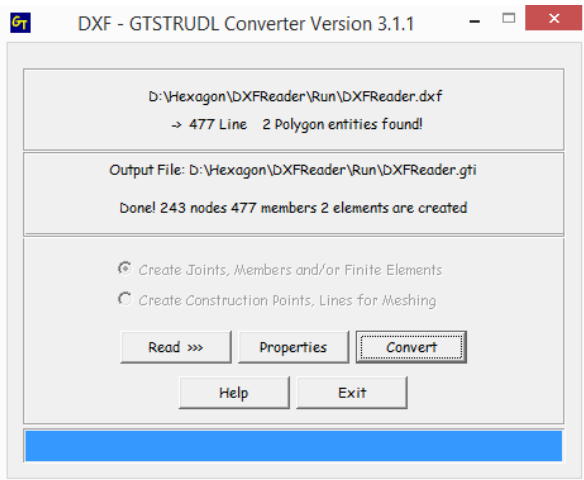 GT
DXF - GTSTRUDL Converter Version 3.1.1
D:\Hexagon\DXFReader\Run\DXFReader.dxf
-> 477 Line 2 Polygon entities found!
Output File: D:\Hexagon\DXFReader\Run\DXFReader.gti
Done! 243 nodes 477 members 2 elements are created
Create Joints, Members and/or Finite Elements
Create Construction Points, Lines for Meshing
Read >>> Properties Convert
Help Exit